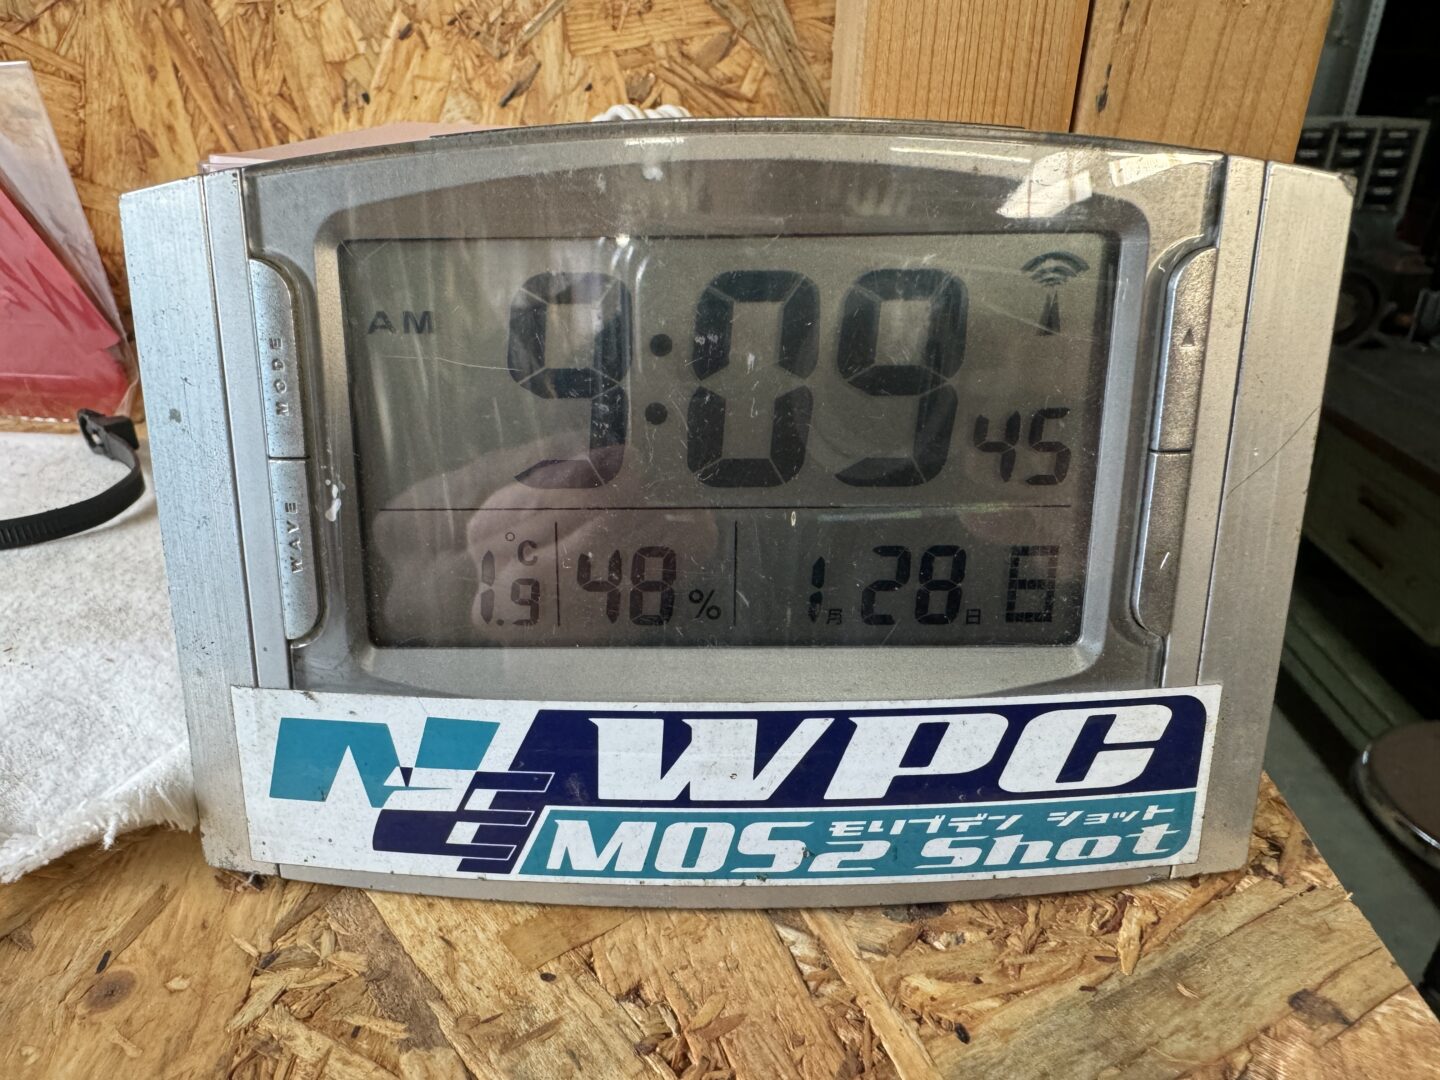 AM 9:09 45
MODE
WAVE
1.9 °C 48 % 1月 28日 日
NE WPC
モリブデン ショット
MOS2 Shot